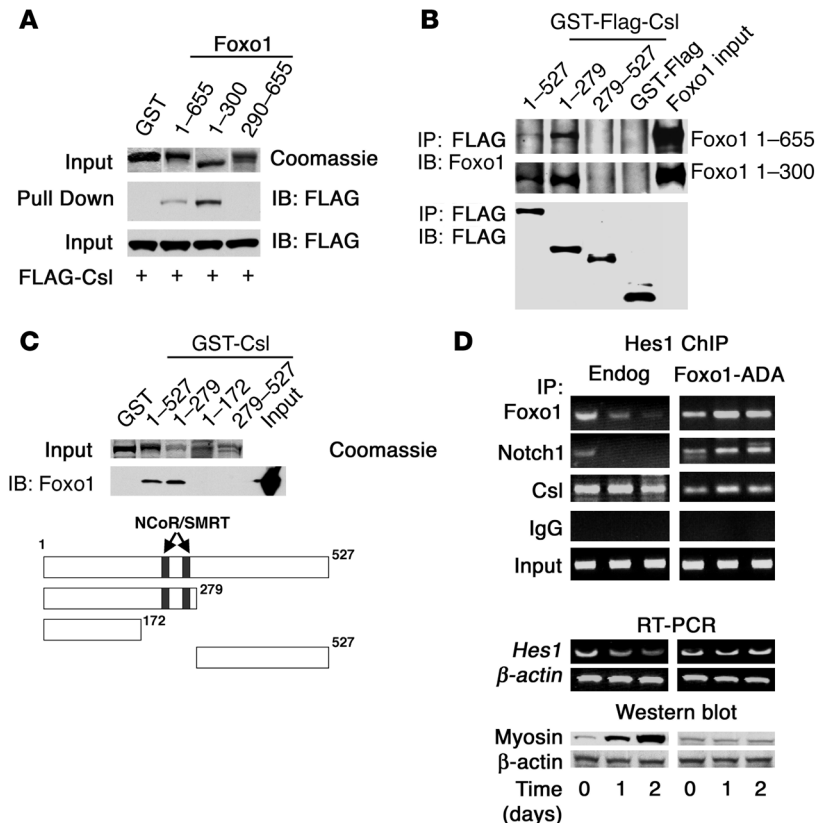 A
Foxo1
GST
1–655
1–300
290–655
Input
Coomassie
Pull Down
IB: FLAG
Input
IB: FLAG
FLAG-Csl + + + +
B
GST-Flag-Csl
1–527
1–279
279–527
GST-Flag
Foxo1 input
IP: FLAG
IB: Foxo1
Foxo1 1–655
Foxo1 1–300
IP: FLAG
IB: FLAG
C
GST-Csl
GST
1–527
1–279
1–172
279–527
Input
Input
Coomassie
IB: Foxo1
NCoR/SMRT
1
527
279
172
527
D
Hes1 ChIP
Endog Foxo1-ADA
IP:
Foxo1
Notch1
Csl
IgG
Input
RT-PCR
Hes1
β-actin
Western blot
Myosin
β-actin
Time 0 1 2 0 1 2
(days)